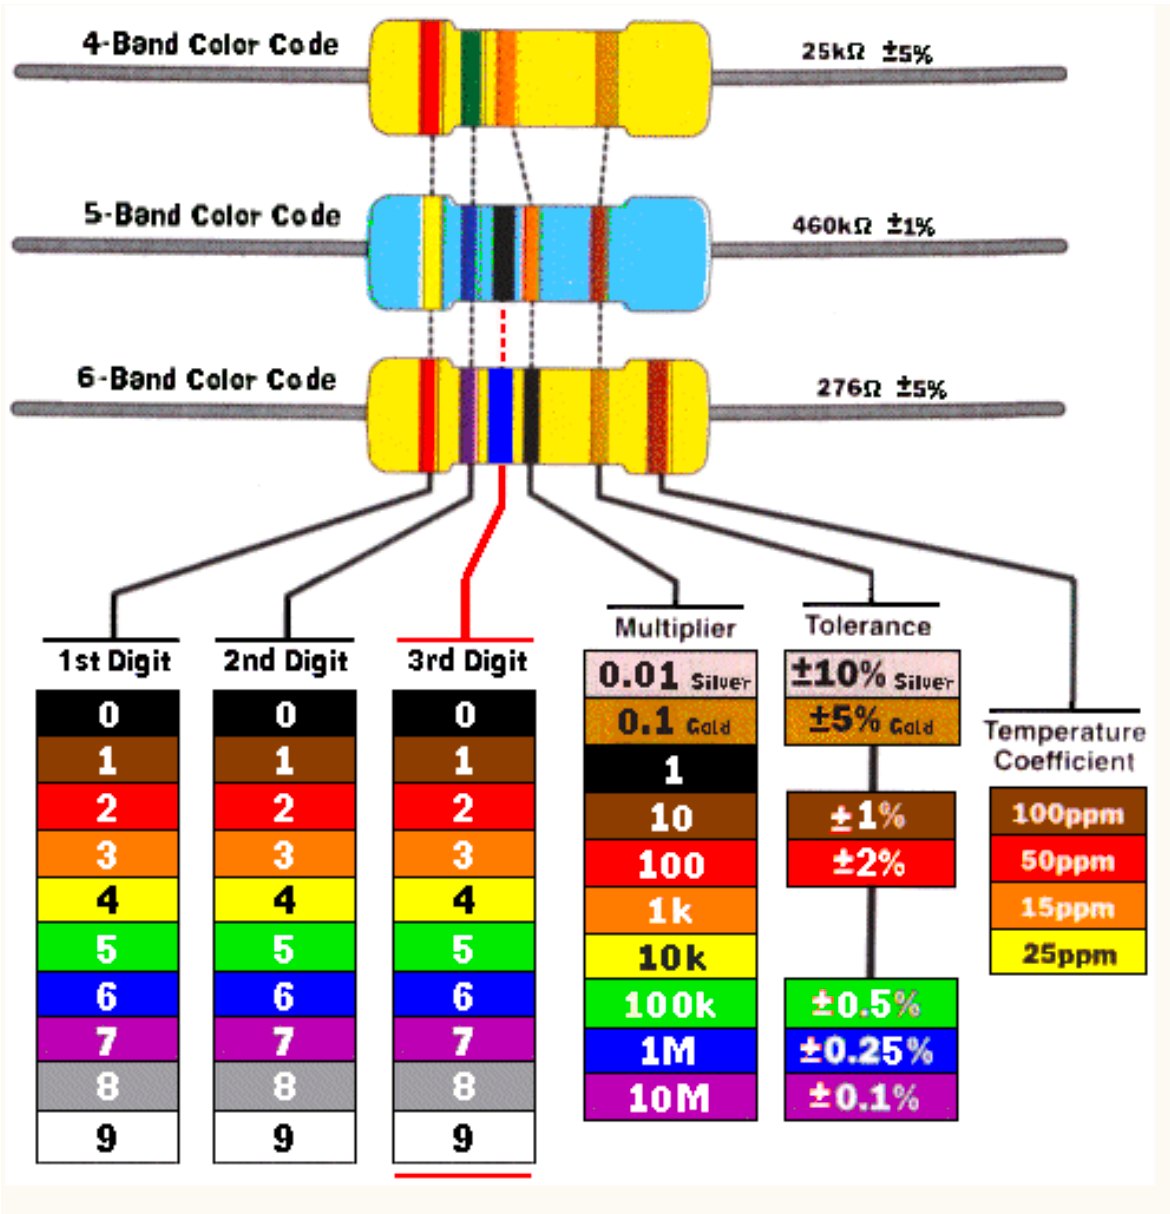 4-Band Color Code
25kΩ ±5%
5-Band Color Code
460kΩ ±1%
6-Band Color Code
276Ω ±5%
1st Digit
0
1
2
3
4
5
6
7
8
9
2nd Digit
0
1
2
3
4
5
6
7
8
9
3rd Digit
0
1
2
3
4
5
6
7
8
9
Multiplier
0.01 Silver
0.1 Gold
1
10
100
1k
10k
100k
1M
10M
Tolerance
±10% Silver
±5% Gold
±1%
±2%
±0.5%
±0.25%
±0.1%
Temperature
Coefficient
100ppm
50ppm
15ppm
25ppm